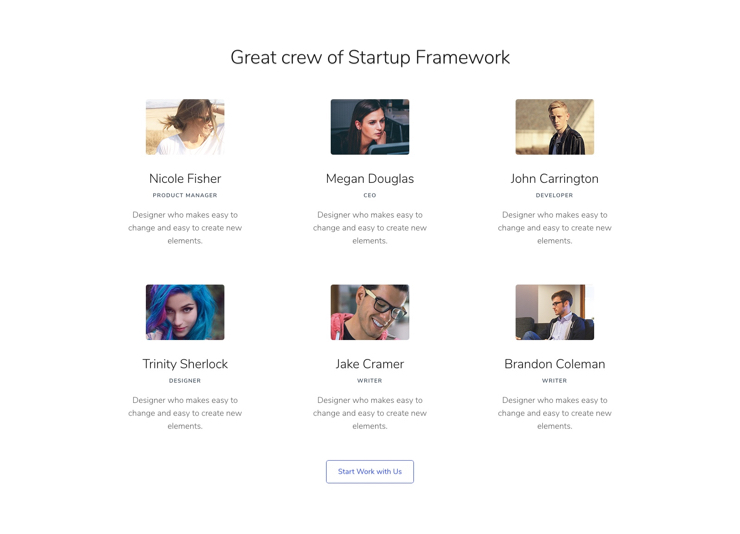 Great crew of Startup Framework
Nicole Fisher
PRODUCT MANAGER
Designer who makes easy to
change and easy to create new
elements.
Megan Douglas
CEO
Designer who makes easy to
change and easy to create new
elements.
John Carrington
DEVELOPER
Designer who makes easy to
change and easy to create new
elements.
Trinity Sherlock
DESIGNER
Designer who makes easy to
change and easy to create new
elements.
Jake Cramer
WRITER
Designer who makes easy to
change and easy to create new
elements.
Brandon Coleman
WRITER
Designer who makes easy to
change and easy to create new
elements.
Start Work with Us